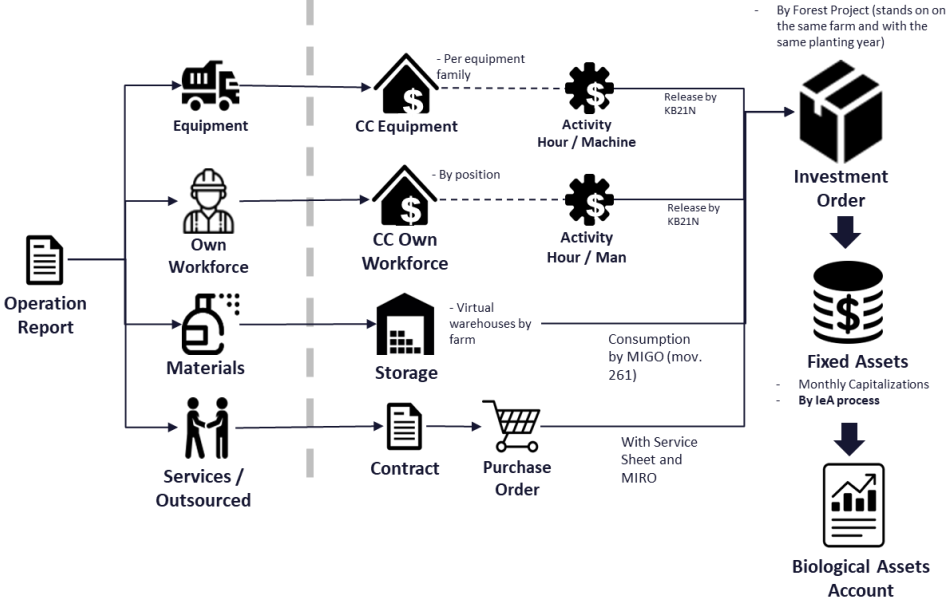 - By Forest Project (stands on on
the same farm and with the
same planting year)
- Per equipment
family
Equipment
CC Equipment
Activity
Hour / Machine
Release by
KB21N
Investment
Order
- By position
Own
Workforce
CC Own
Workforce
Activity
Hour / Man
Release by
KB21N
Operation
Report
Materials
Storage
- Virtual
warehouses by
farm
Consumption
by MIGO (mov.
261)
Fixed Assets
- Monthly Capitalizations
- By IeA process
Services /
Outsourced
Contract
Purchase
Order
With Service
Sheet and
MIRO
Biological Assets
Account